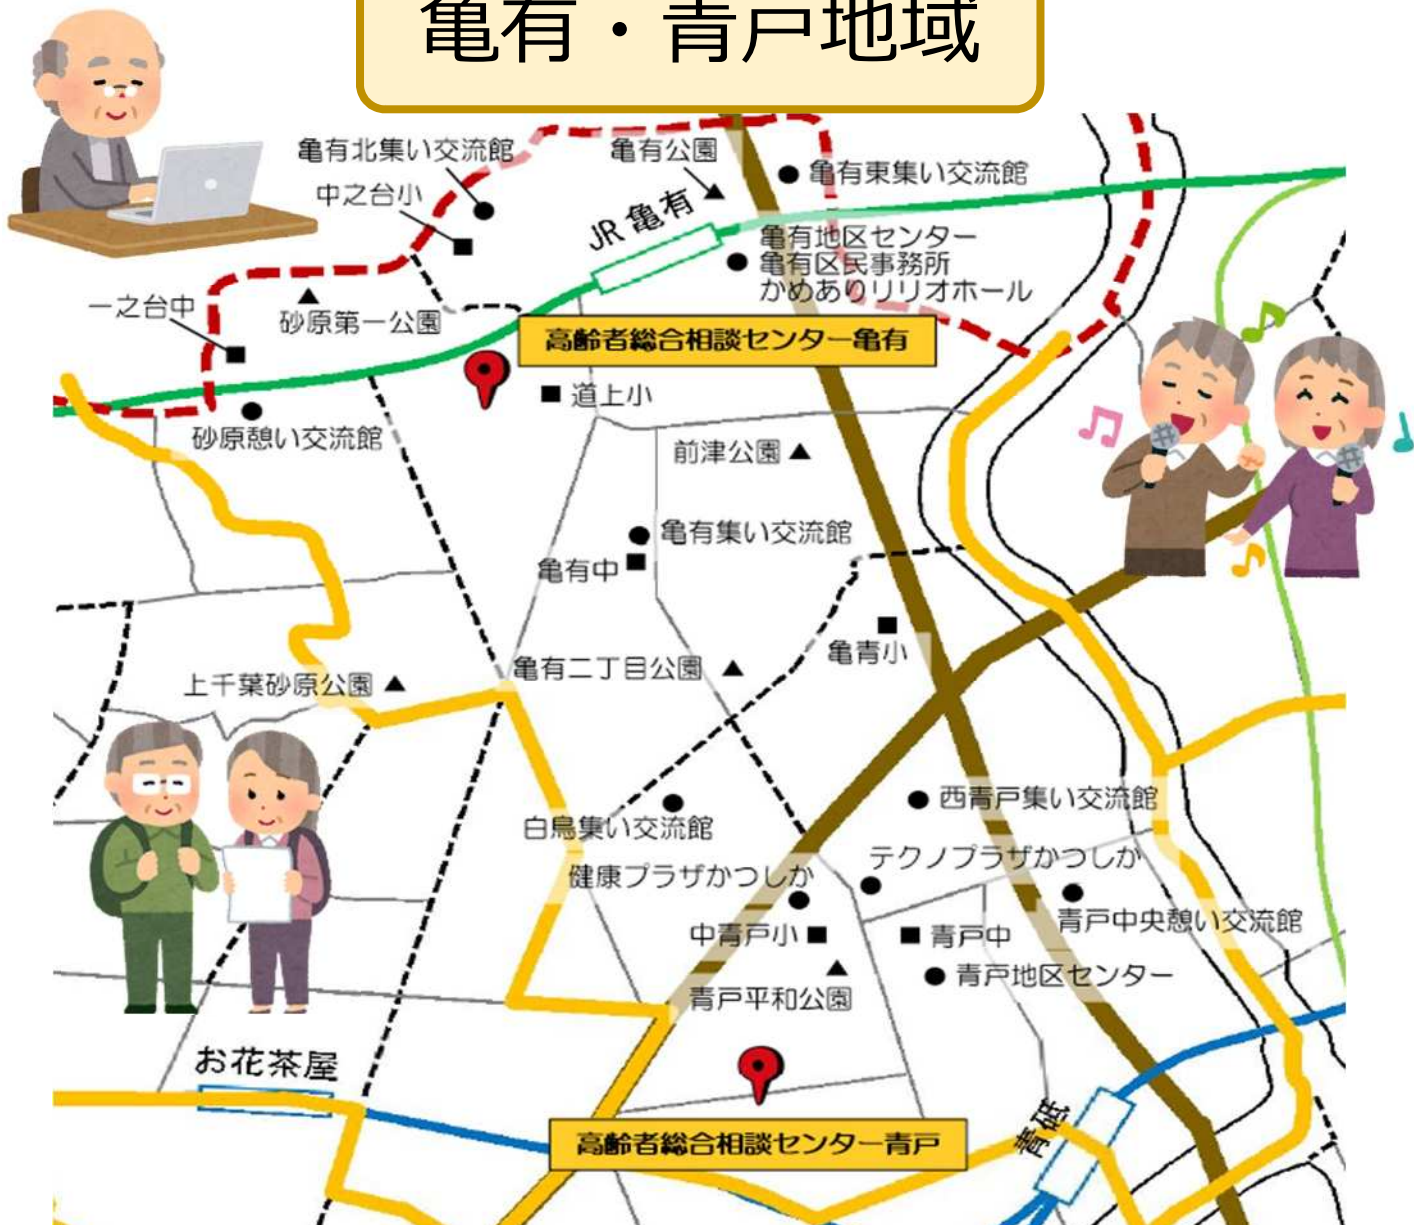 亀有・青戸地域
亀有北集い交流館
亀有公園
亀有東集い交流館
中之台小
JR 亀有
亀有地区センター
亀有区民事務所
かめありリリオホール
一之台中
砂原第一公園
高齢者総合相談センター亀有
道上小
砂原憩い交流館
前津公園
亀有集い交流館
亀有中
亀青小
亀有二丁目公園
上千葉砂原公園
西青戸集い交流館
白鳥集い交流館
テクノプラザかつしか
健康プラザかつしか
青戸中央憩い交流館
中青戸小
青戸中
青戸地区センター
青戸平和公園
お花茶屋
青砥
高齢者総合相談センター青戸